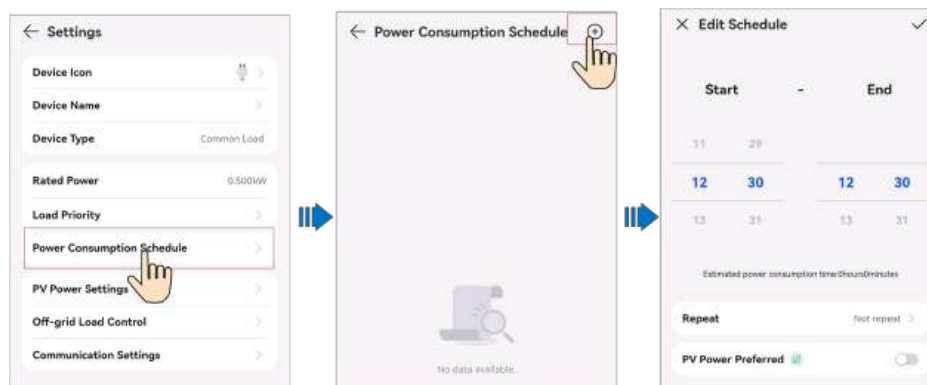 Settings
Device Icon
Device Name
Device Type Common Load
Rated Power 0.500kW
Load Priority
Power Consumption Schedule
PV Power Settings
Off-grid Load Control
Communication Settings
Power Consumption Schedule
No data available.
Edit Schedule
Start - End
11 29
12 30 12 30
13 31 13 31
Estimated power consumption time:0hours0minutes
Repeat Not repeat
PV Power Preferred